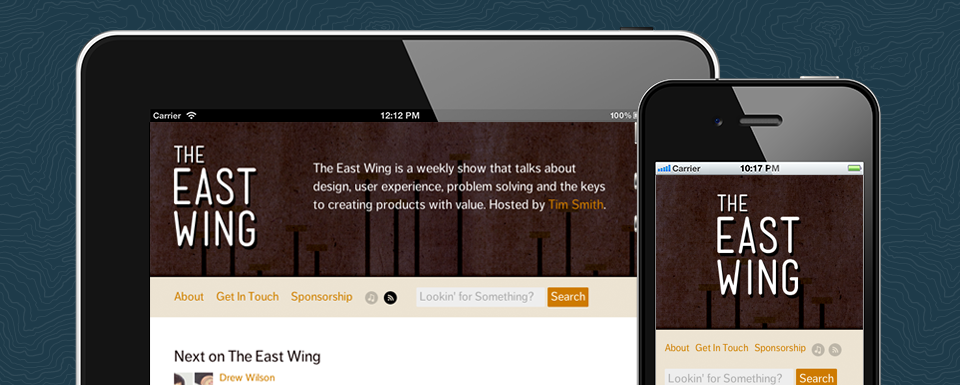 Carrier
12:12 PM
100%
THE
EAST
WING
The East Wing is a weekly show that talks about
design, user experience, problem solving and the keys
to creating products with value. Hosted by Tim Smith.
About Get In Touch Sponsorship
Lookin' for Something? Search
Next on The East Wing
Drew Wilson
Carrier
10:17 PM
THE
EAST
WING
About Get In Touch Sponsorship
Lookin' for Something? Search